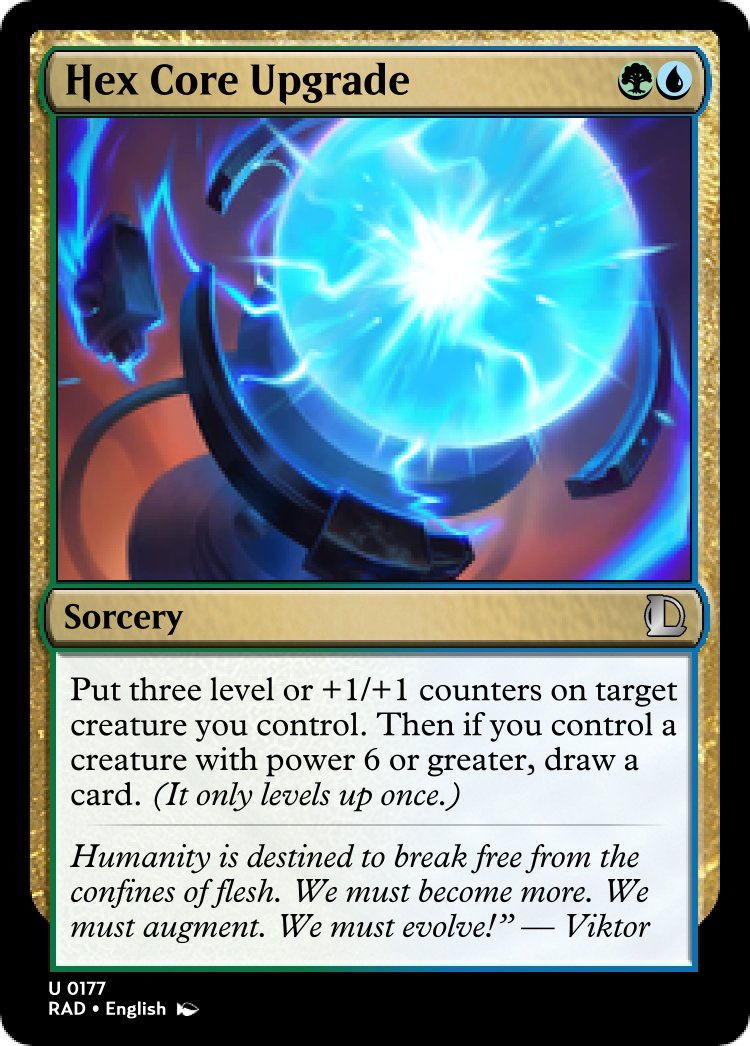 Hex Core Upgrade
Sorcery
Put three level or +1/+1 counters on target
creature you control. Then if you control a
creature with power 6 or greater, draw a
card. (It only levels up once.)
Humanity is destined to break free from the
confines of flesh. We must become more. We
must augment. We must evolve!” — Viktor
U 0177
RAD • English